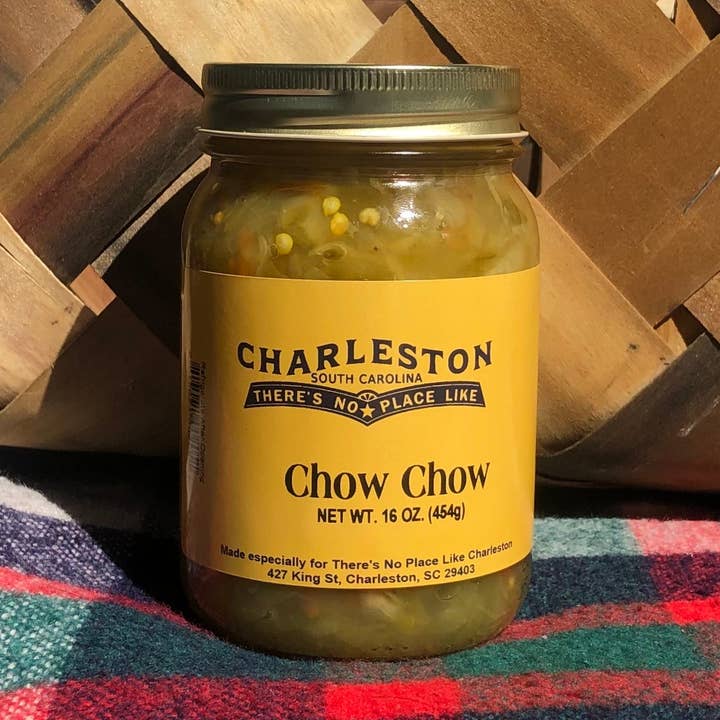 CHARLESTON
SOUTH CAROLINA
THERE'S NO PLACE LIKE
Chow Chow
NET WT. 16 OZ. (454g)
Made especially for There's No Place Like Charleston
427 King St, Charleston, SC 29403